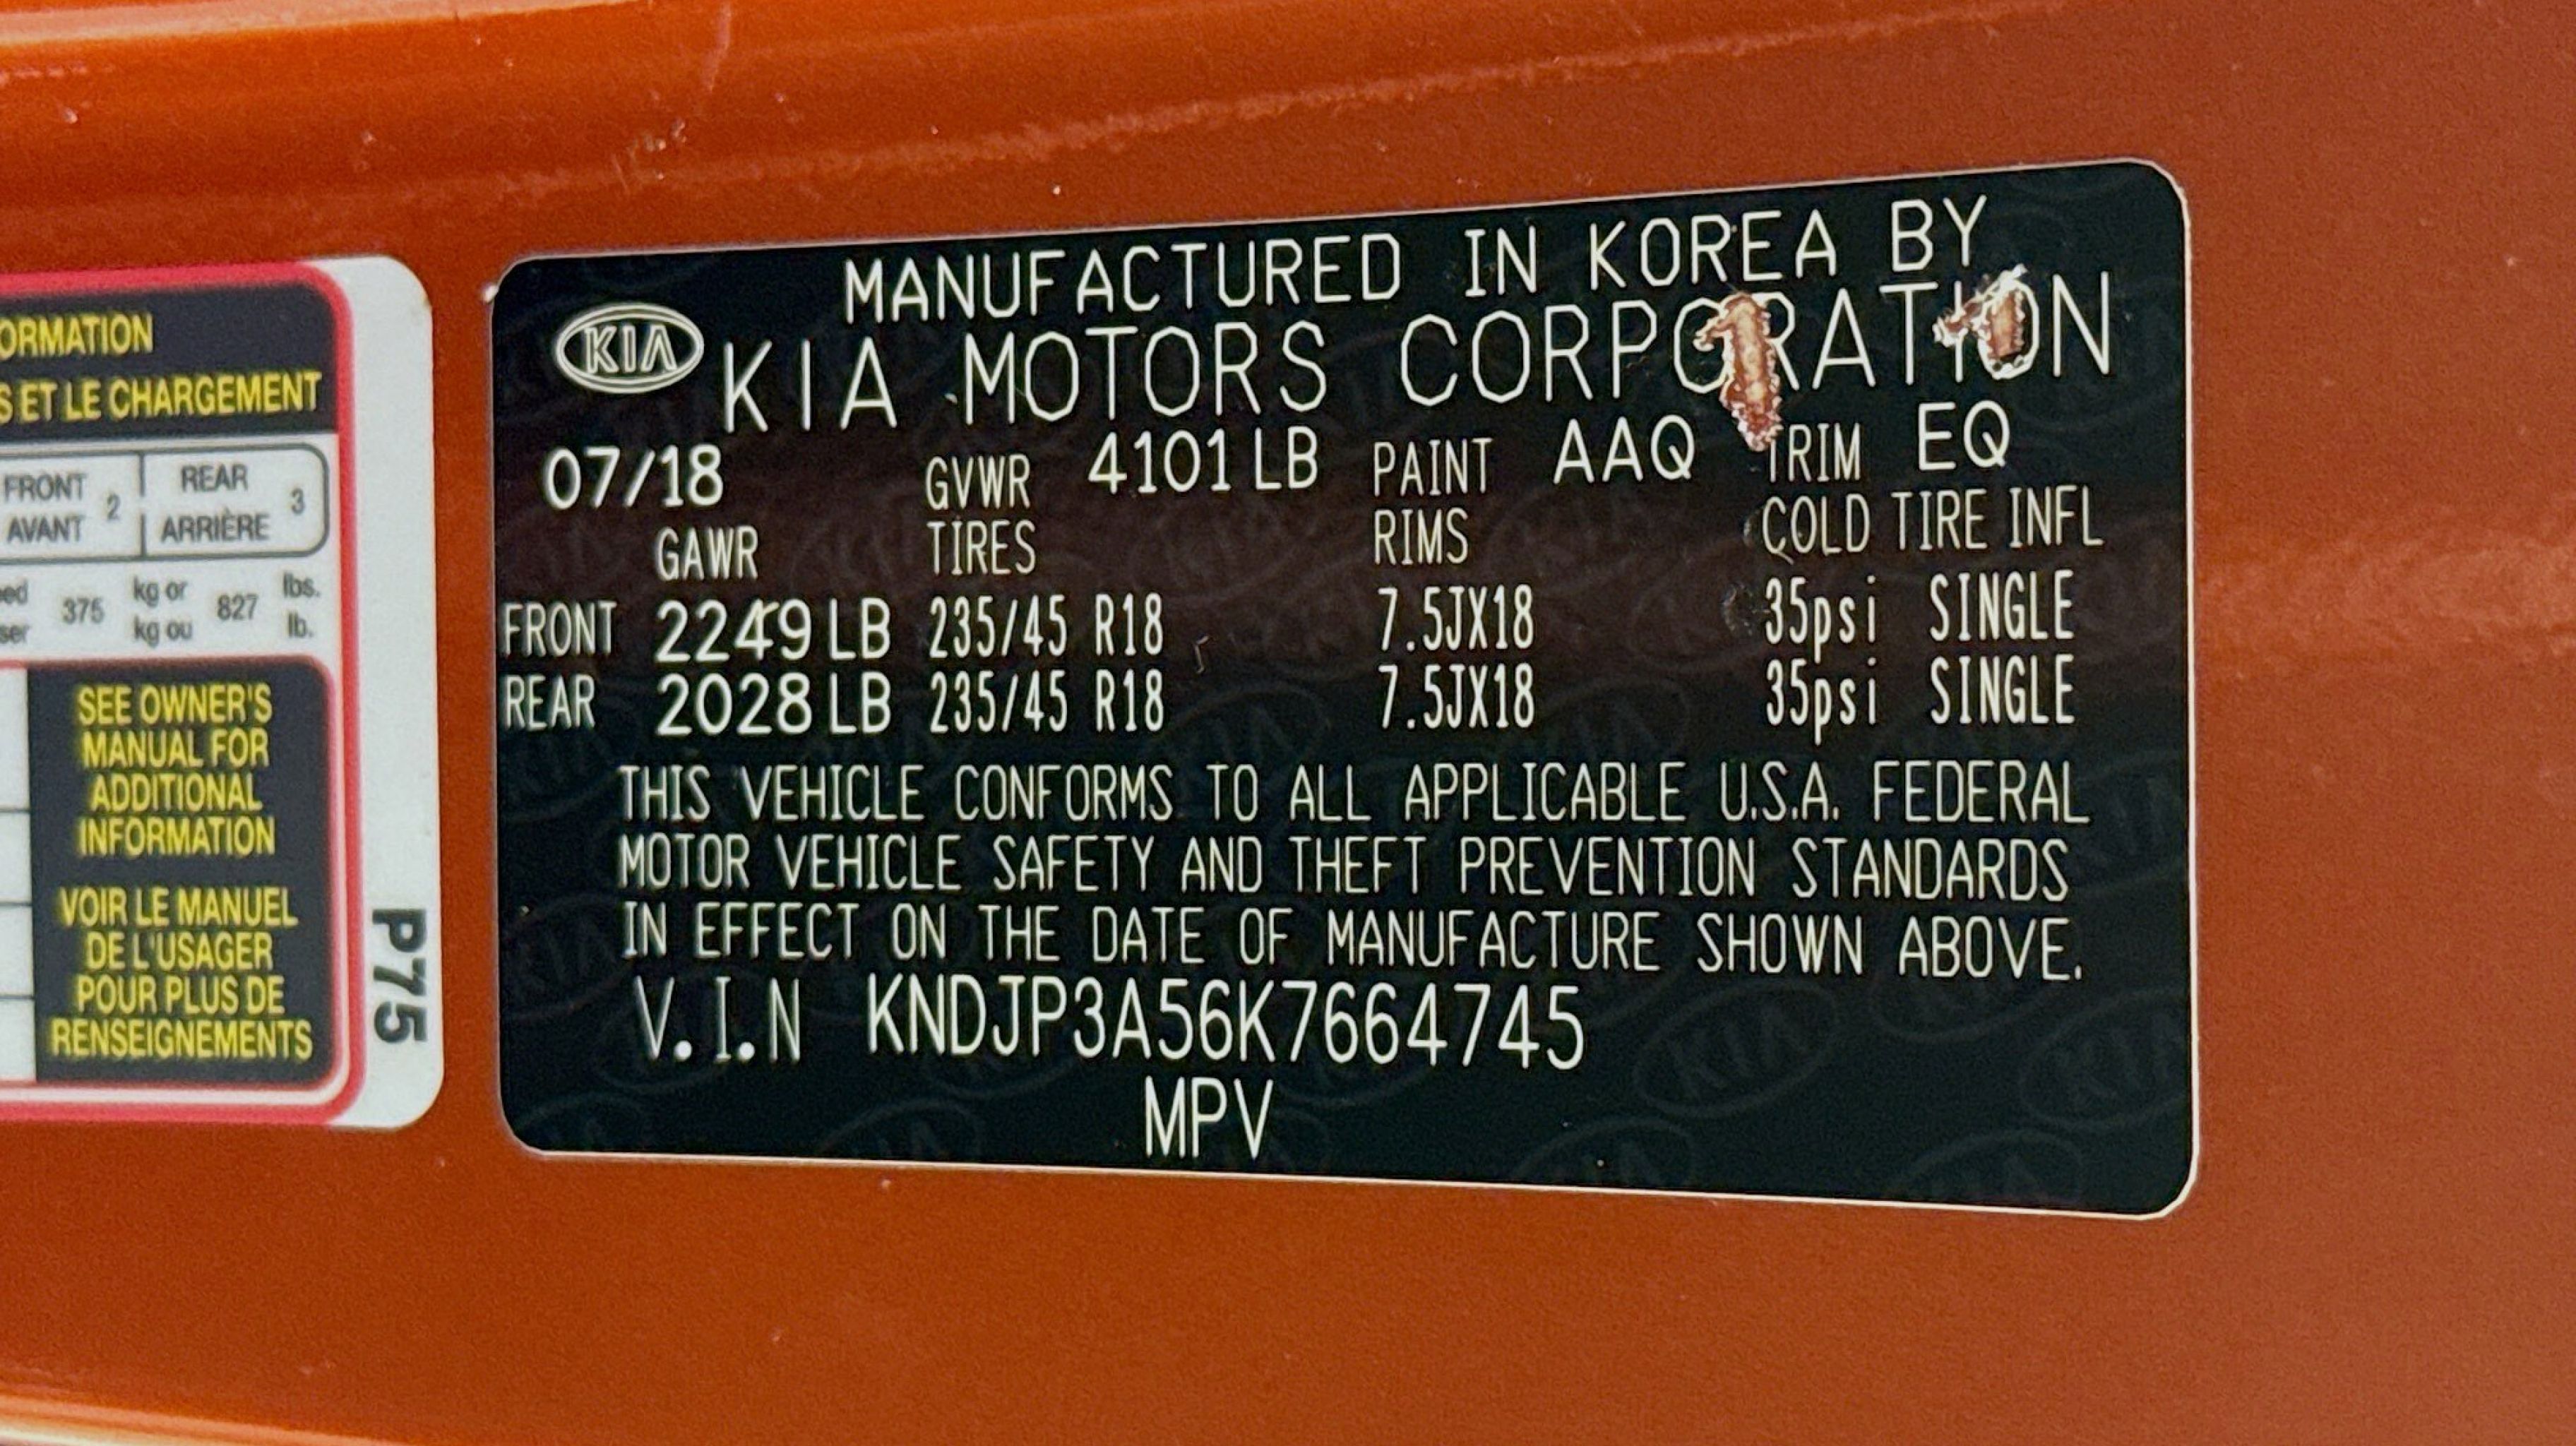 ORMATION
S ET LE CHARGEMENT
FRONT 2 REAR 3
AVANT ARRIÈRE
375 kg or 827 lbs.
kg ou lb.
SEE OWNER'S
MANUAL FOR
ADDITIONAL
INFORMATION
VOIR LE MANUEL
DE L'USAGER
POUR PLUS DE
RENSEIGNEMENTS
P75
MANUFACTURED IN KOREA BY
KIA KIA MOTORS CORPORATION
07/18 GVWR 4101 LB PAINT AAQ TRIM EQ
GAWR TIRES RIMS COLD TIRE INFL
FRONT 2249 LB 235/45 R18 7.5JX18 35psi SINGLE
REAR 2028 LB 235/45 R18 7.5JX18 35psi SINGLE
THIS VEHICLE CONFORMS TO ALL APPLICABLE U.S.A. FEDERAL
MOTOR VEHICLE SAFETY AND THEFT PREVENTION STANDARDS
IN EFFECT ON THE DATE OF MANUFACTURE SHOWN ABOVE.
V.I.N KNDJP3A56K7664745
MPV